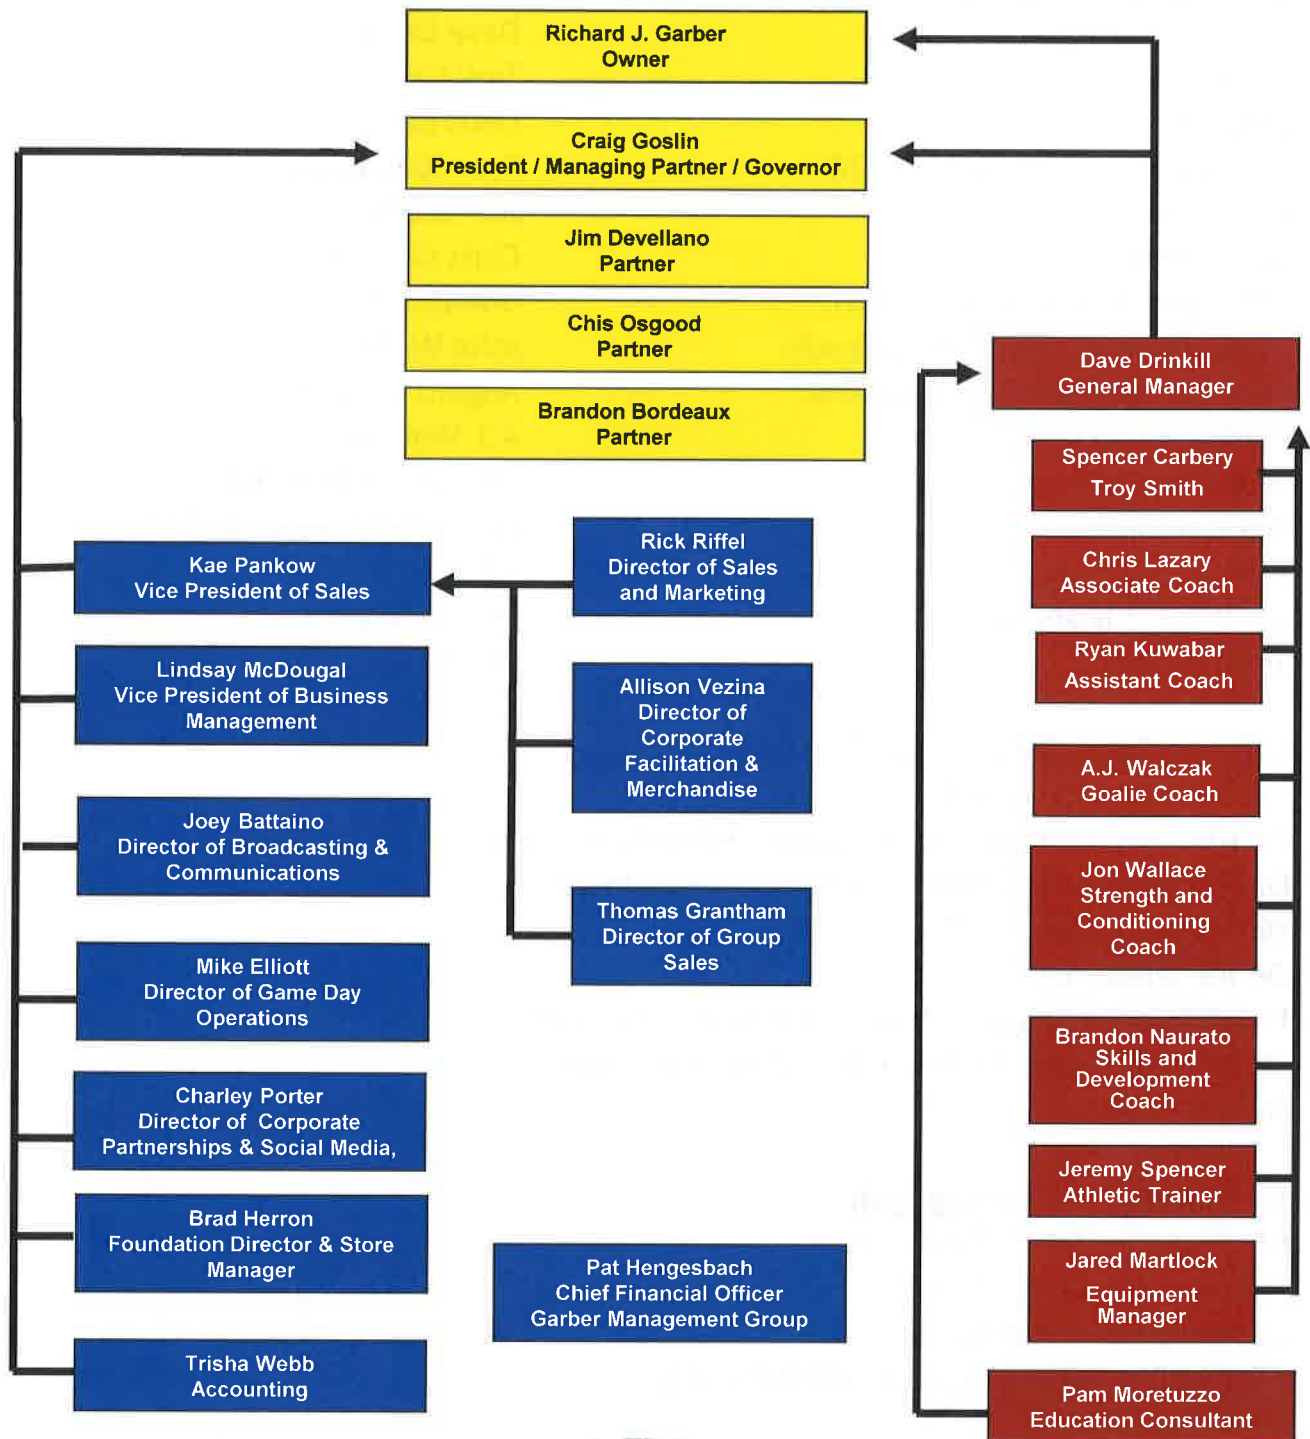 Richard J. Garber
Owner
Craig Goslin
President / Managing Partner / Governor
Jim Devellano
Partner
Chis Osgood
Partner
Brandon Bordeaux
Partner
Kae Pankow
Vice President of Sales
Lindsay McDougal
Vice President of Business
Management
Joey Battaino
Director of Broadcasting &
Communications
Mike Elliott
Director of Game Day
Operations
Charley Porter
Director of Corporate
Partnerships & Social Media,
Brad Herron
Foundation Director & Store
Manager
Trisha Webb
Accounting
Rick Riffel
Director of Sales
and Marketing
Allison Vezina
Director of
Corporate
Facilitation &
Merchandise
Thomas Grantham
Director of Group
Sales
Pat Hengesbach
Chief Financial Officer
Garber Management Group
Dave Drinkill
General Manager
Spencer Carbery
Troy Smith
Chris Lazary
Associate Coach
Ryan Kuwabar
Assistant Coach
A.J. Walczak
Goalie Coach
Jon Wallace
Strength and
Conditioning
Coach
Brandon Naurato
Skills and
Development
Coach
Jeremy Spencer
Athletic Trainer
Jared Martlock
Equipment
Manager
Pam Moretuzzo
Education Consultant